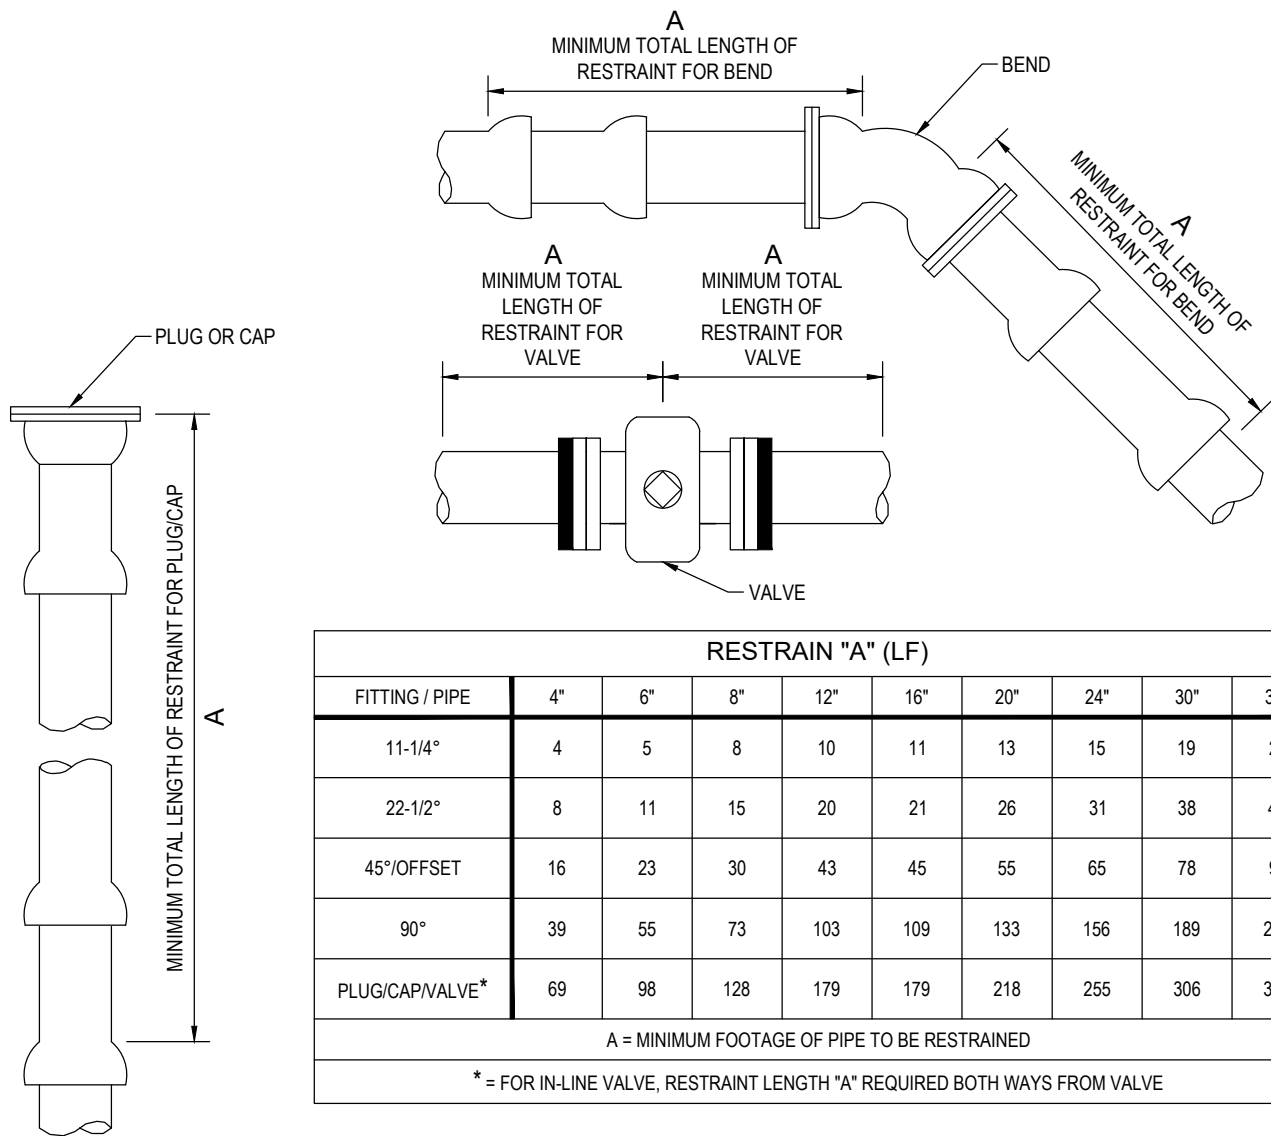 A
MINIMUM TOTAL LENGTH OF
RESTRAINT FOR BEND
BEND
A
MINIMUM TOTAL LENGTH OF
RESTRAINT FOR BEND
A
MINIMUM TOTAL
LENGTH OF
RESTRAINT FOR
VALVE
A
MINIMUM TOTAL
LENGTH OF
RESTRAINT FOR
VALVE
PLUG OR CAP
MINIMUM TOTAL LENGTH OF RESTRAINT FOR PLUG/CAP
A
VALVE
RESTRAIN "A" (LF)
FITTING / PIPE 4" 6" 8" 12" 16" 20" 24" 30"
11-1/4° 4 5 8 10 11 13 15 19
22-1/2° 8 11 15 20 21 26 31 38
45°/OFFSET 16 23 30 43 45 55 65 78
90° 39 55 73 103 109 133 156 189
PLUG/CAP/VALVE* 69 98 128 179 179 218 255 306
A = MINIMUM FOOTAGE OF PIPE TO BE RESTRAINED
* = FOR IN-LINE VALVE, RESTRAINT LENGTH "A" REQUIRED BOTH WAYS FROM VALVE